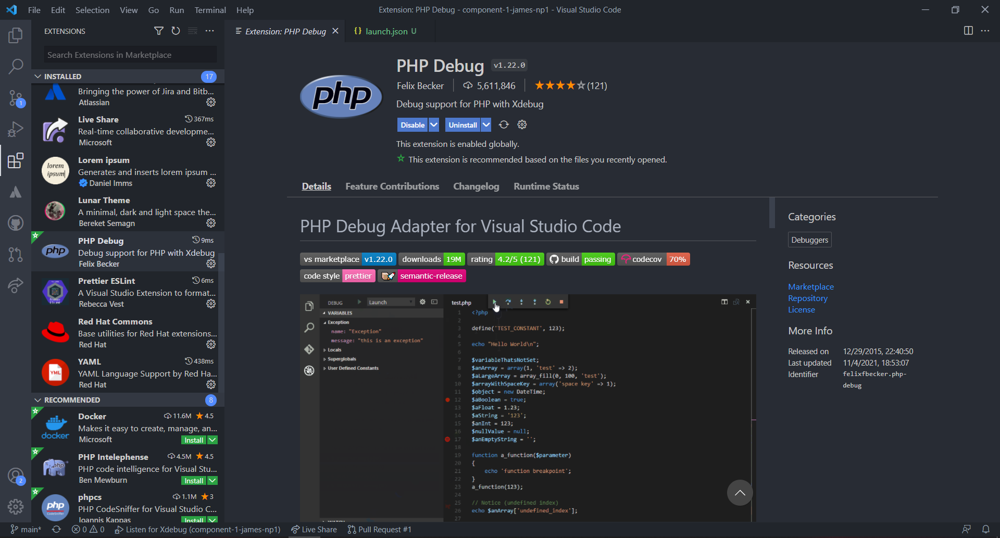 File Edit Selection View Go Run Terminal Help
Extension: PHP Debug - component-1-james-np1 - Visual Studio Code
EXTENSIONS
Search Extensions in Marketplace
INSTALLED 17
Bringing the power of Jira and Bitb...
Atlassian
Live Share 367ms
Real-time collaborative developme...
Microsoft
lorem
ipsum
Lorem ipsum
Generates and inserts lorem ipsum ...
Daniel Imms
Lunar Theme
A minimal, dark and light space the...
Bereket Semagn
php
PHP Debug 9ms
Debug support for PHP with Xdebug
Felix Becker
Prettier ESLint 6ms
A Visual Studio Extension to format...
Rebecca Vest
Red Hat Commons
Base utilities for Red Hat extensions...
Red Hat
YML
YAML 438ms
YAML Language Support by Red Ha...
Red Hat
RECOMMENDED 8
docker
Docker 11.6M 4.5
Makes it easy to create, manage, an...
Microsoft Install
php
PHP Intelephense 4.5M 4.5
PHP code intelligence for Visual Stu...
Ben Mewburn Install
php
CodeSniffer
phpcs 1.1M 3
PHP CodeSniffer for Visual Studio C...
Ioannis Kappas Install
1
2
Extension: PHP Debug
{} launch.json U
php
PHP Debug v1.22.0
Felix Becker 5,611,846 (121)
Debug support for PHP with Xdebug
Disable Uninstall
This extension is enabled globally.
This extension is recommended based on the files you recently opened.
Details Feature Contributions Changelog Runtime Status
PHP Debug Adapter for Visual Studio Code
vs marketplace v1.22.0 downloads 19M rating 4.2/5 (121) build passing codecov 70%
code style prettier semantic-release
DEBUG Launch
VARIABLES
Exception
name: "Exception"
message: "this is an exception"
Locals
Superglobals
User Defined Constants
WATCH
test.php
1 <?php
2
3 define('TEST_CONSTANT', 123);
4
5 echo "Hello World\n";
6
7 $variableThatsNotSet;
8 $anArray = array(1, 'test' => 2);
9 $aLargeArray = array_fill(0, 100, 'test');
10 $arrayWithSpaceKey = array('space key' => 1);
11 $object = new DateTime;
12 $aBoolean = true;
13 $aFloat = 1.23;
14 $aString = '123';
15 $anInt = 123;
16 $nullValue = null;
17 $anEmptyString = '';
18
19 function a_function($parameter)
20 {
21 echo 'function breakpoint';
22 }
23 a_function(123);
24
25 // Notice (undefined index)
26 echo $anArray['undefined_index'];
27
Categories
Debuggers
Resources
Marketplace
Repository
License
More Info
Released on 12/29/2015, 22:40:50
Last updated 11/4/2021, 18:53:07
Identifier felixfbecker.php-
debug
main* 0 0 Listen for Xdebug (component-1-james-np1) Live Share Pull Request #1